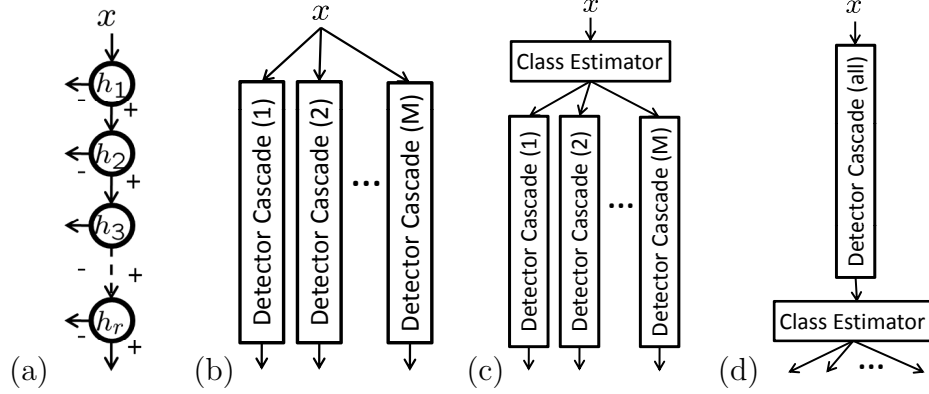 x
h1
-
+
h2
-
+
h3
-
+
hr
-
+
(a)
x
Detector Cascade (1)
Detector Cascade (2)
...
Detector Cascade (M)
(b)
x
Class Estimator
Detector Cascade (1)
Detector Cascade (2)
...
Detector Cascade (M)
(c)
x
Detector Cascade (all)
Class Estimator
...
(d)